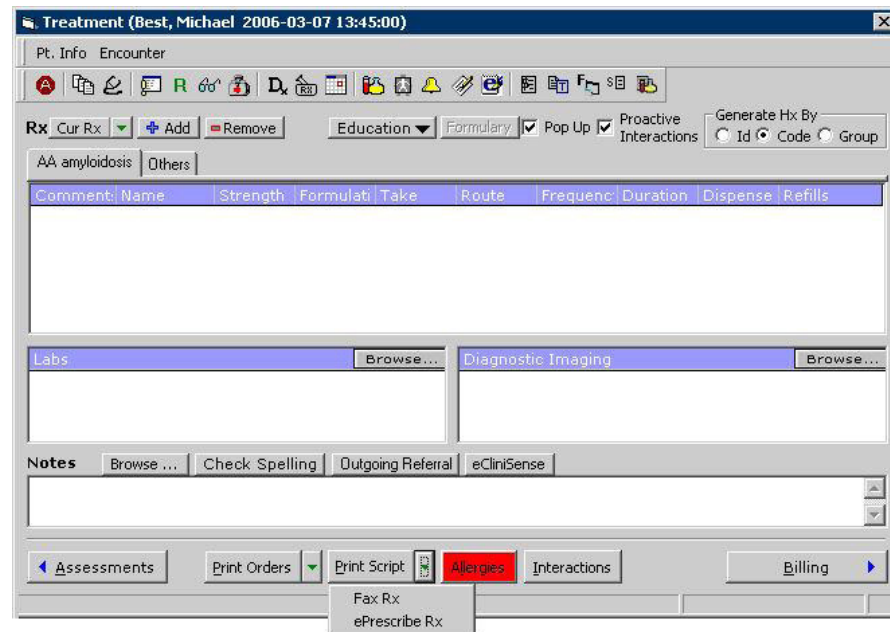 Treatment (Best, Michael 2006-03-07 13:45:00)
Pt. Info Encounter
A R Dx RX F T S
Rx Cur Rx Add Remove Education Formulary Pop Up Proactive Interactions Generate Hx By Id Code Group
AA amyloidosis Others
Comment: Name Strength Formulati Take Route Frequenc Duration Dispense Refills
Labs Browse... Diagnostic Imaging Browse...
Notes Browse ... Check Spelling Outgoing Referral eCliniSense
Assessments Print Orders Print Script Allergies Interactions Billing
Fax Rx
ePrescribe Rx